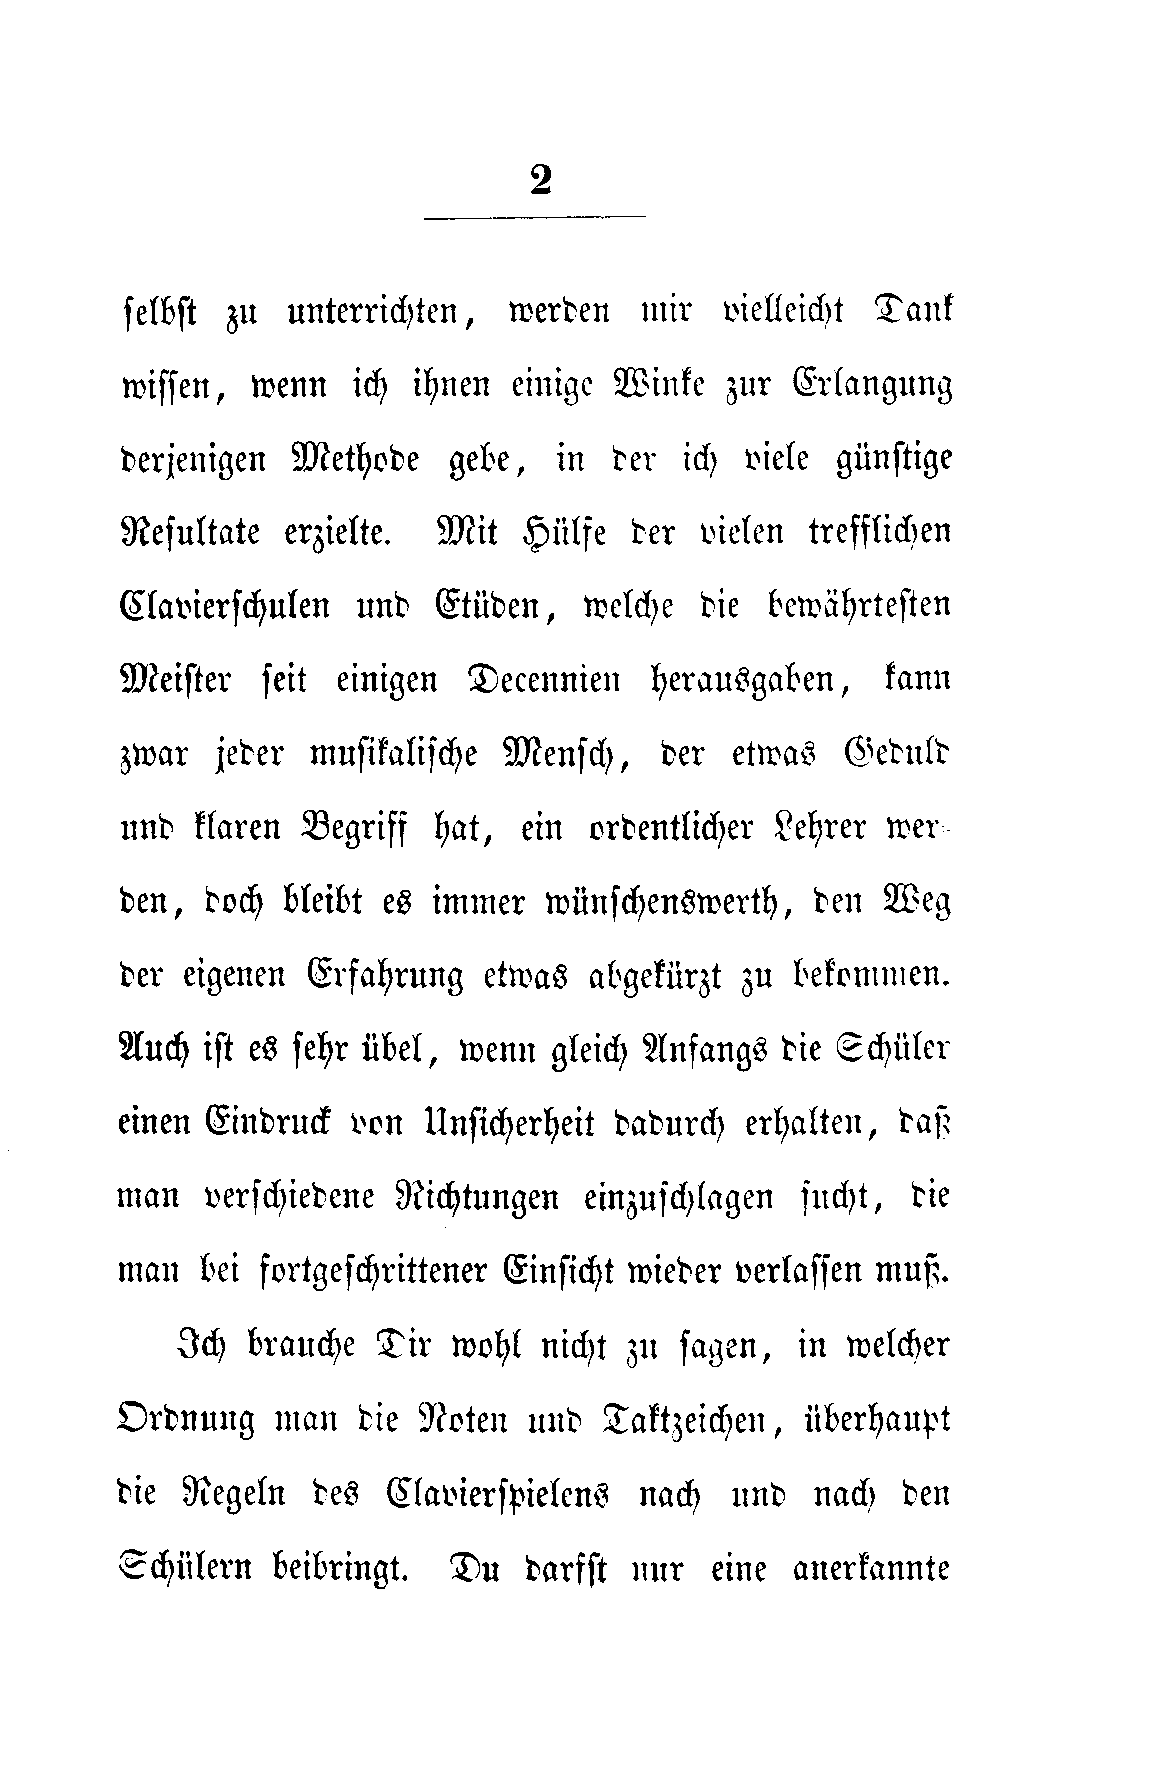 2
selbst zu unterrichten, werden mir vielleicht Dank
wissen, wenn ich ihnen einige Winke zur Erlangung
derjenigen Methode gebe, in der ich viele günstige
Resultate erzielte. Mit Hülfe der vielen trefflichen
Clavierschulen und Etüden, welche die bewährtesten
Meister seit einigen Decennien herausgaben, kann
zwar jeder musikalische Mensch, der etwas Geduld
und klaren Begriff hat, ein ordentlicher Lehrer wer-
den, doch bleibt es immer wünschenswerth, den Weg
der eigenen Erfahrung etwas abgekürzt zu bekommen.
Auch ist es sehr übel, wenn gleich Anfangs die Schüler
einen Eindruck von Unsicherheit dadurch erhalten, daß
man verschiedene Richtungen einzuschlagen sucht, die
man bei fortgeschrittener Einsicht wieder verlassen muß.
Ich brauche Dir wohl nicht zu sagen, in welcher
Ordnung man die Noten und Taktzeichen, überhaupt
die Regeln des Clavierspielens nach und nach den
Schülern beibringt. Du darfst nur eine anerkannte